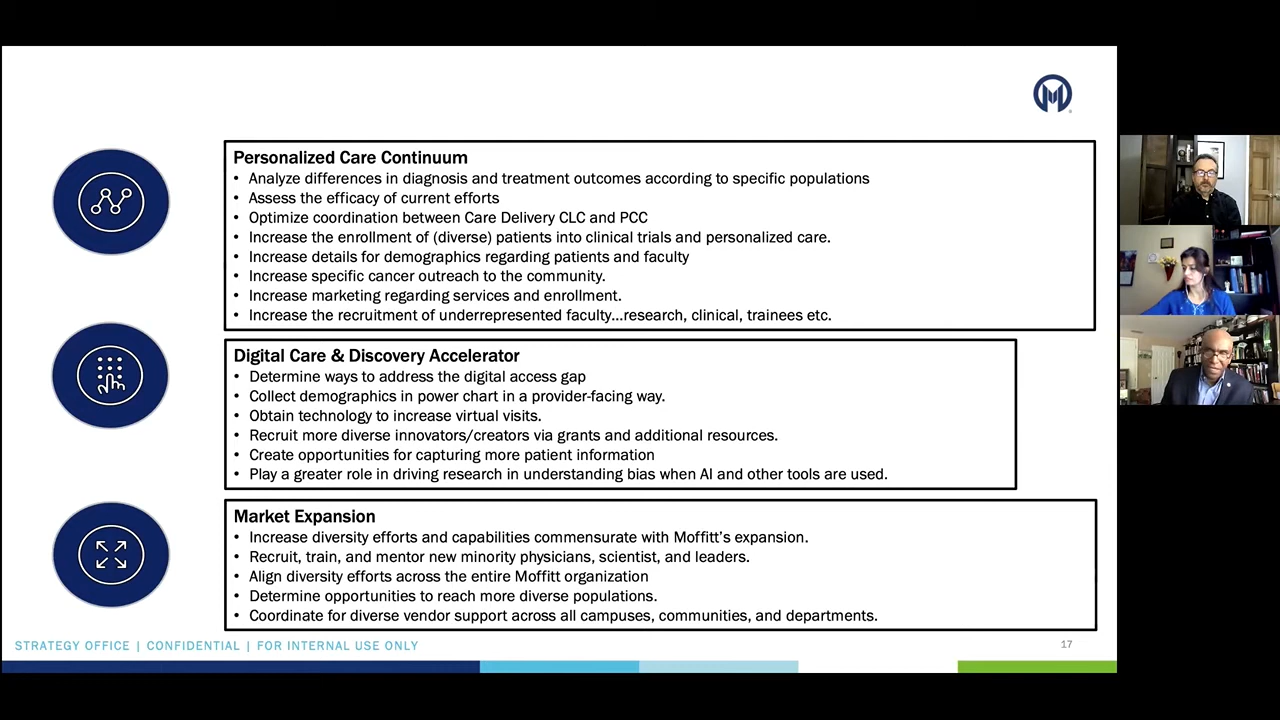 Personalized Care Continuum
• Analyze differences in diagnosis and treatment outcomes according to specific populations
• Assess the efficacy of current efforts
• Optimize coordination between Care Delivery CLC and PCC
• Increase the enrollment of (diverse) patients into clinical trials and personalized care.
• Increase details for demographics regarding patients and faculty
• Increase specific cancer outreach to the community.
• Increase marketing regarding services and enrollment.
• Increase the recruitment of underrepresented faculty...research, clinical, trainees etc.
Digital Care & Discovery Accelerator
• Determine ways to address the digital access gap
• Collect demographics in power chart in a provider-facing way.
• Obtain technology to increase virtual visits.
• Recruit more diverse innovators/creators via grants and additional resources.
• Create opportunities for capturing more patient information
• Play a greater role in driving research in understanding bias when AI and other tools are used.
Market Expansion
• Increase diversity efforts and capabilities commensurate with Moffitt's expansion.
• Recruit, train, and mentor new minority physicians, scientist, and leaders.
• Align diversity efforts across the entire Moffitt organization
• Determine opportunities to reach more diverse populations.
• Coordinate for diverse vendor support across all campuses, communities, and departments.
STRATEGY OFFICE | CONFIDENTIAL | FOR INTERNAL USE ONLY
17